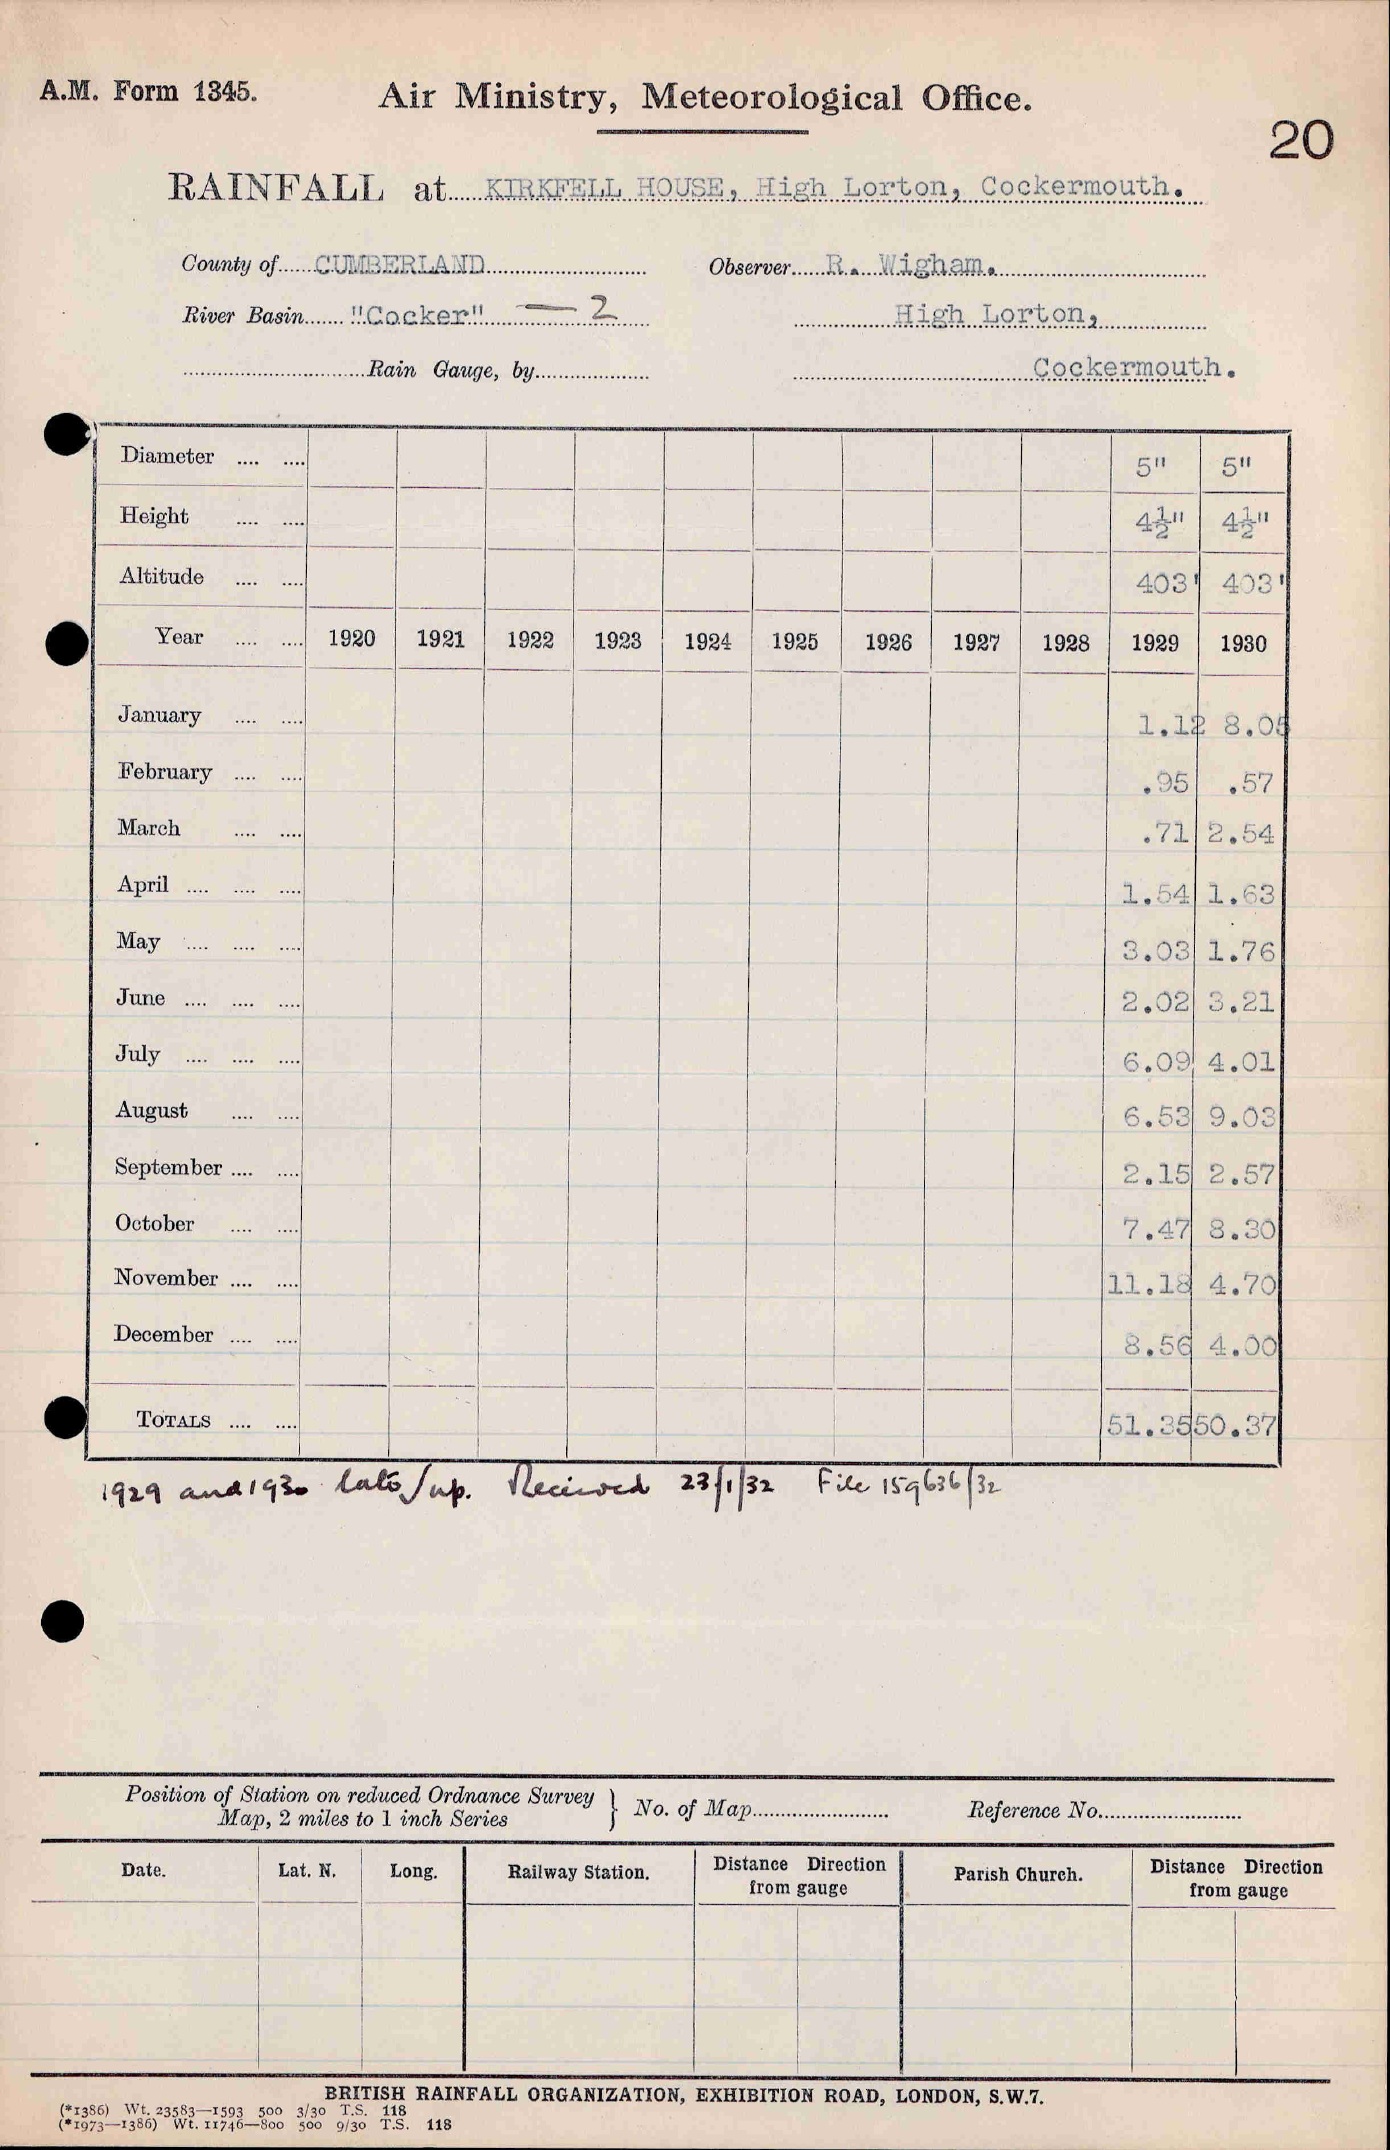 A.M. Form 1345.
Air Ministry, Meteorological Office.
20
RAINFALL at KIRKFELL HOUSE, High Lorton, Cockermouth.
County of CUMBERLAND Observer R. Wigham.
River Basin "Cocker" — 2 High Lorton,
Rain Gauge, by Cockermouth.
Diameter 5" 5"
Height 4½" 4½"
Altitude 403' 403'
Year 1920 1921 1922 1923 1924 1925 1926 1927 1928 1929 1930
January 1.12 8.05
February .95 .57
March .71 2.54
April 1.54 1.63
May 3.03 1.76
June 2.02 3.21
July 6.09 4.01
August 6.53 9.03
September 2.15 2.57
October 7.47 8.30
November 11.18 4.70
December 8.56 4.00
TOTALS 51.35 50.37
1929 and 1930 late/up. Received 23/1/32 File 159636/32
Position of Station on reduced Ordnance Survey
Map, 2 miles to 1 inch Series } No. of Map Reference No.
Date. Lat. N. Long. Railway Station. Distance Direction from gauge Parish Church. Distance Direction from gauge
BRITISH RAINFALL ORGANIZATION, EXHIBITION ROAD, LONDON, S.W.7.
(*1386) Wt. 23583—1593 500 3/30 T.S. 118
(*1973—1386) Wt. 11746—800 500 9/30 T.S. 118